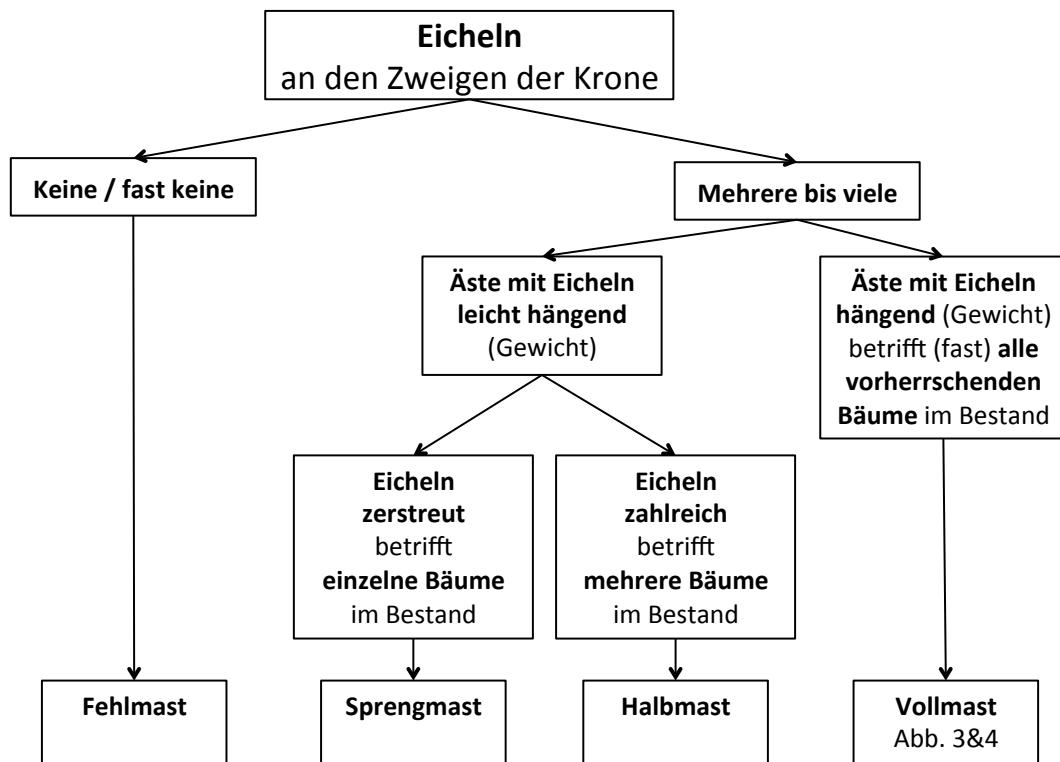 Eicheln
an den Zweigen der Krone
Keine / fast keine
Mehrere bis viele
Äste mit Eicheln
leicht hängend
(Gewicht)
Äste mit Eicheln
hängend (Gewicht)
betrifft (fast) alle
vorherrschenden
Bäume im Bestand
Eicheln
zerstreut
betrifft
einzelne Bäume
im Bestand
Eicheln
zahlreich
betrifft
mehrere Bäume
im Bestand
Fehlmast
Sprengmast
Halbmast
Vollmast
Abb. 3&4